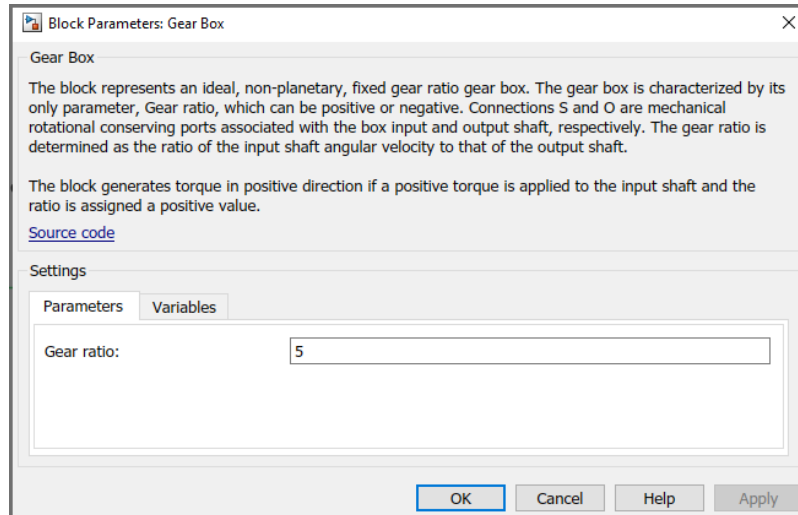 Block Parameters: Gear Box
Gear Box
The block represents an ideal, non-planetary, fixed gear ratio gear box. The gear box is characterized by its
only parameter, Gear ratio, which can be positive or negative. Connections S and O are mechanical
rotational conserving ports associated with the box input and output shaft, respectively. The gear ratio is
determined as the ratio of the input shaft angular velocity to that of the output shaft.
The block generates torque in positive direction if a positive torque is applied to the input shaft and the
ratio is assigned a positive value.
Source code
Settings
Parameters Variables
Gear ratio: 5
OK Cancel Help Apply